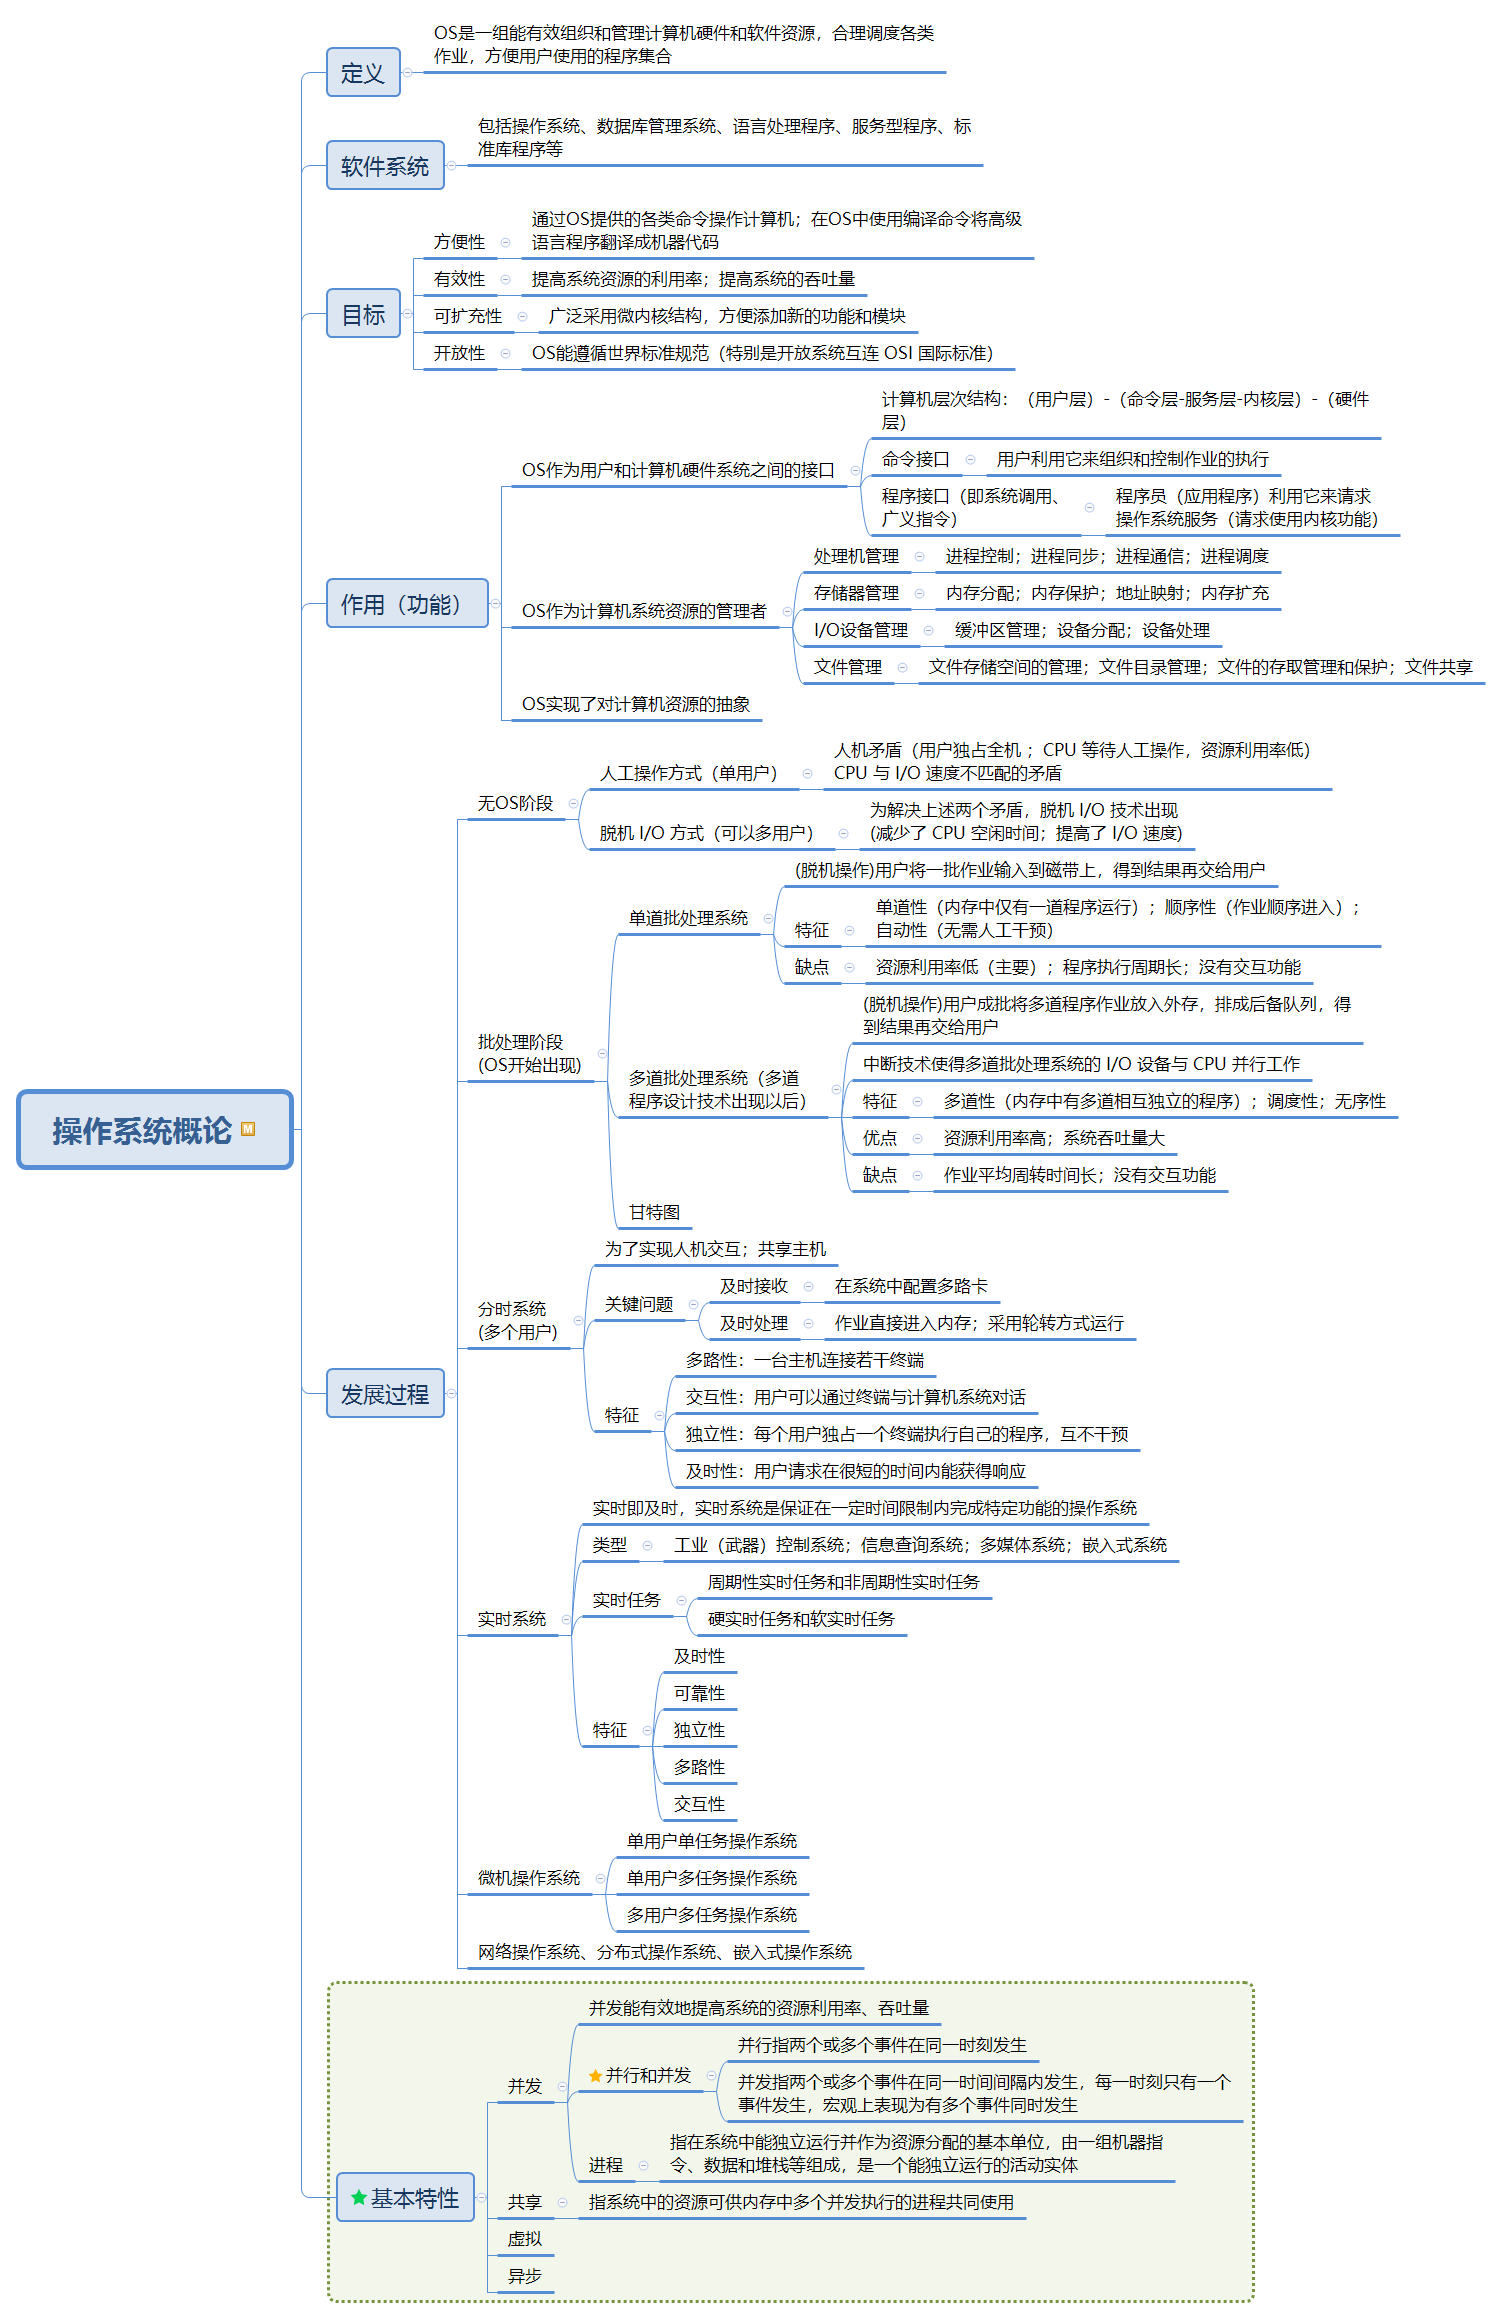 操作系统概论
M
定义
OS是一组能有效组织和管理计算机硬件和软件资源，合理调度各类
作业，方便用户使用的程序集合
软件系统
包括操作系统、数据库管理系统、语言处理程序、服务型程序、标
准库程序等
目标
方便性
通过OS提供的各类命令操作计算机；在OS中使用编译命令将高级
语言程序翻译成机器代码
有效性
提高系统资源的利用率；提高系统的吞吐量
可扩充性
广泛采用微内核结构，方便添加新的功能和模块
开放性
OS能遵循世界标准规范（特别是开放系统互连 OSI 国际标准）
作用（功能）
OS作为用户和计算机硬件系统之间的接口
计算机层次结构：（用户层）-（命令层-服务层-内核层）-（硬件
层）
命令接口
用户利用它来组织和控制作业的执行
程序接口（即系统调用、
广义指令）
程序员（应用程序）利用它来请求
操作系统服务（请求使用内核功能）
OS作为计算机系统资源的管理者
处理机管理
进程控制；进程同步；进程通信；进程调度
存储器管理
内存分配；内存保护；地址映射；内存扩充
I/O设备管理
缓冲区管理；设备分配；设备处理
文件管理
文件存储空间的管理；文件目录管理；文件的存取管理和保护；文件共享
OS实现了对计算机资源的抽象
发展过程
无OS阶段
人工操作方式（单用户）
人机矛盾（用户独占全机 ；CPU 等待人工操作，资源利用率低）
CPU 与 I/O 速度不匹配的矛盾
脱机 I/O 方式（可以多用户）
为解决上述两个矛盾，脱机 I/O 技术出现
(减少了 CPU 空闲时间；提高了 I/O 速度)
批处理阶段
(OS开始出现)
单道批处理系统
(脱机操作)用户将一批作业输入到磁带上，得到结果再交给用户
特征
单道性（内存中仅有一道程序运行）；顺序性（作业顺序进入）；
自动性（无需人工干预）
缺点
资源利用率低（主要）；程序执行周期长；没有交互功能
多道批处理系统（多道
程序设计技术出现以后）
(脱机操作)用户成批将多道程序作业放入外存，排成后备队列，得
到结果再交给用户
中断技术使得多道批处理系统的 I/O 设备与 CPU 并行工作
特征
多道性（内存中有多道相互独立的程序）；调度性；无序性
优点
资源利用率高；系统吞吐量大
缺点
作业平均周转时间长；没有交互功能
甘特图
分时系统
(多个用户)
为了实现人机交互；共享主机
关键问题
及时接收
在系统中配置多路卡
及时处理
作业直接进入内存；采用轮转方式运行
特征
多路性：一台主机连接若干终端
交互性：用户可以通过终端与计算机系统对话
独立性：每个用户独占一个终端执行自己的程序，互不干预
及时性：用户请求在很短的时间内能获得响应
实时系统
实时即及时，实时系统是保证在一定时间限制内完成特定功能的操作系统
类型
工业（武器）控制系统；信息查询系统；多媒体系统；嵌入式系统
实时任务
周期性实时任务和非周期性实时任务
硬实时任务和软实时任务
特征
及时性
可靠性
独立性
多路性
交互性
微机操作系统
单用户单任务操作系统
单用户多任务操作系统
多用户多任务操作系统
网络操作系统、分布式操作系统、嵌入式操作系统
基本特性
并发
并发能有效地提高系统的资源利用率、吞吐量
并行和并发
并行指两个或多个事件在同一时刻发生
并发指两个或多个事件在同一时间间隔内发生，每一时刻只有一个
事件发生，宏观上表现为有多个事件同时发生
进程
指在系统中能独立运行并作为资源分配的基本单位，由一组机器指
令、数据和堆栈等组成，是一个能独立运行的活动实体
共享
指系统中的资源可供内存中多个并发执行的进程共同使用
虚拟
异步